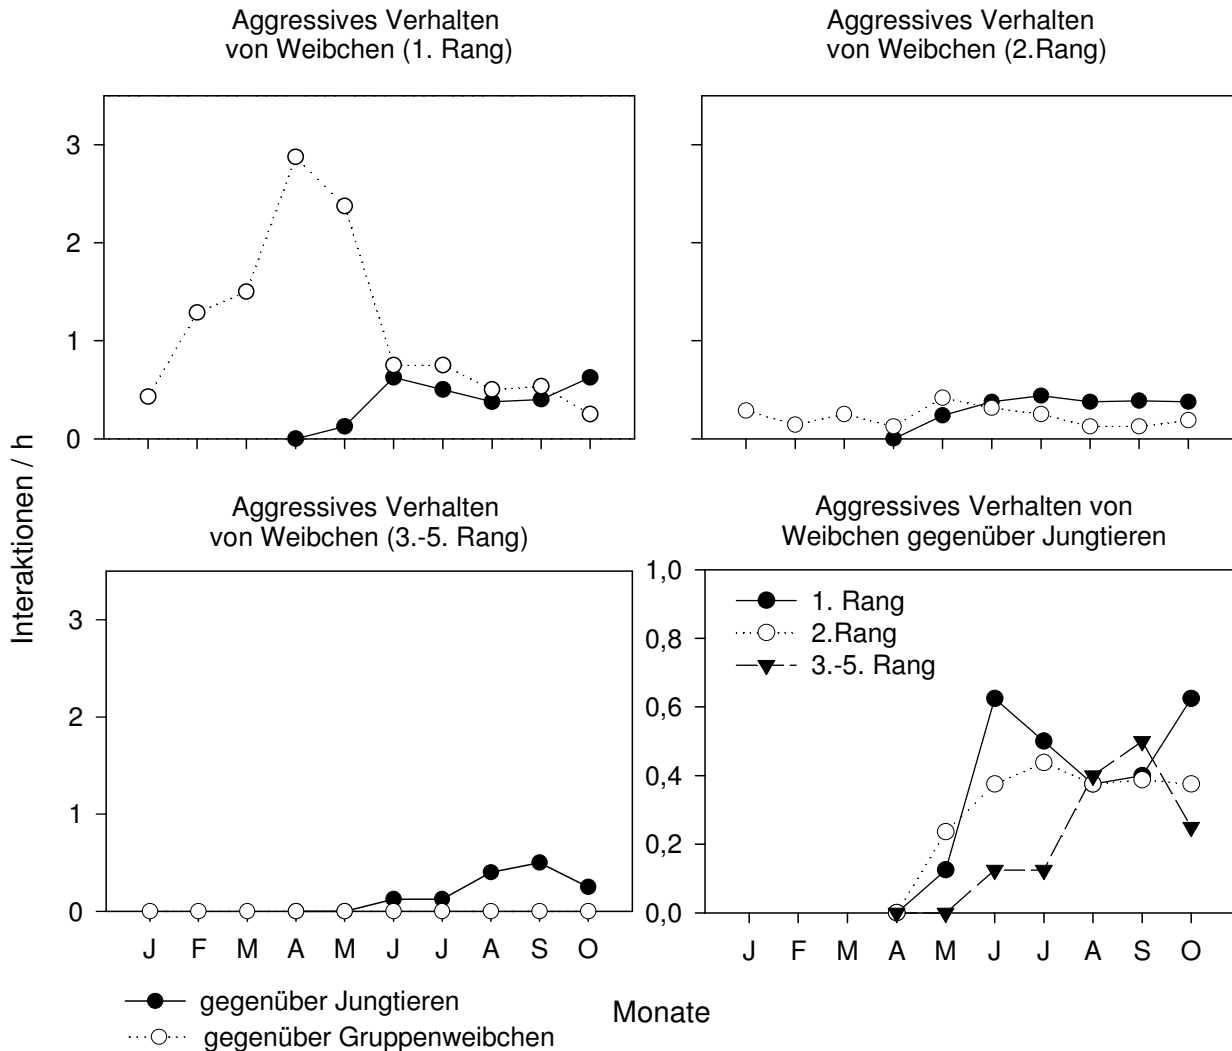 Aggressives Verhalten
von Weibchen (1. Rang)
Aggressives Verhalten
von Weibchen (2.Rang)
3
2
1
0
Interaktionen / h
Aggressives Verhalten
von Weibchen (3.-5. Rang)
3
2
1
0
J F M A M J J A S O
Aggressives Verhalten von
Weibchen gegenüber Jungtieren
1,0
0,8
0,6
0,4
0,2
0,0
1. Rang
2.Rang
3.-5. Rang
J F M A M J J A S O
gegenüber Jungtieren
gegenüber Gruppenweibchen
Monate